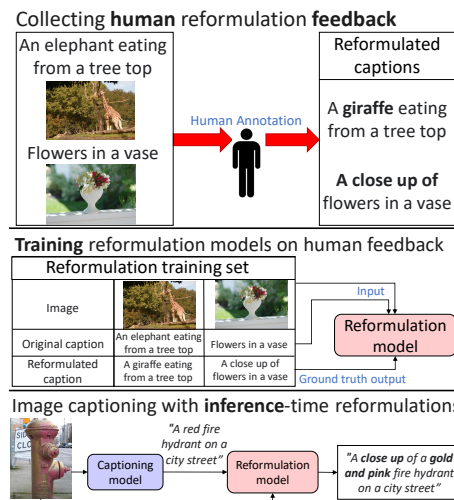 Collecting human reformulation feedback
An elephant eating
from a tree top
Flowers in a vase
Human Annotation
Reformulated
captions
A giraffe eating
from a tree top
A close up of
flowers in a vase
Training reformulation models on human feedback
Reformulation training set
Image
Original caption
An elephant eating
from a tree top
Flowers in a vase
Reformulated
caption
A giraffe eating
from a tree top
A close up of
flowers in a vase
Input
Reformulation
model
Ground truth output
Image captioning with inference-time reformulations
"A red fire
hydrant on a
city street"
Captioning
model
Reformulation
model
"A close up of a gold
and pink fire hydrant
on a city street"